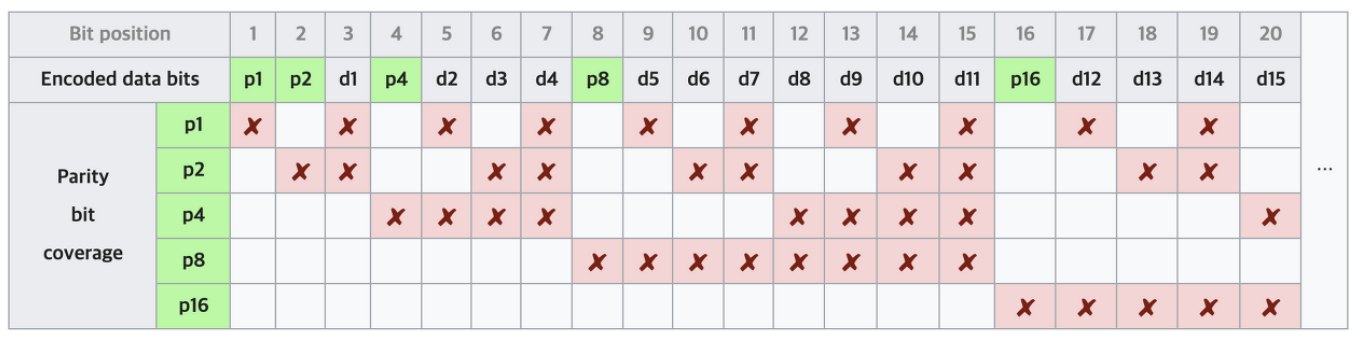 Bit position 1 2 3 4 5 6 7 8 9 10 11 12 13 14 15 16 17 18 19 20
Encoded data bits p1 p2 d1 p4 d2 d3 d4 p8 d5 d6 d7 d8 d9 d10 d11 p16 d12 d13 d14 d15
Parity
bit
coverage
p1 ✗ ✗ ✗ ✗ ✗ ✗ ✗ ✗ ✗ ✗
p2 ✗ ✗ ✗ ✗ ✗ ✗ ✗ ✗ ✗ ✗
p4 ✗ ✗ ✗ ✗ ✗ ✗ ✗ ✗ ✗
p8 ✗ ✗ ✗ ✗ ✗ ✗ ✗ ✗
p16 ✗ ✗ ✗ ✗ ✗
...